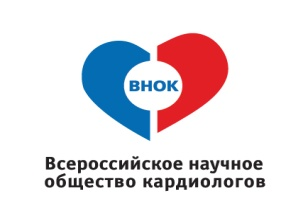 ВНОК
Всероссийское научное
общество кардиологов